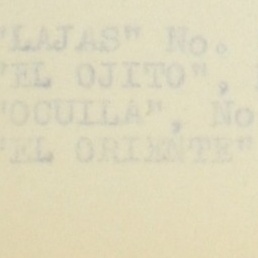 "LAJAS" No.
"EL OJITO",
"OCUILA", No
"EL ORIENTE"